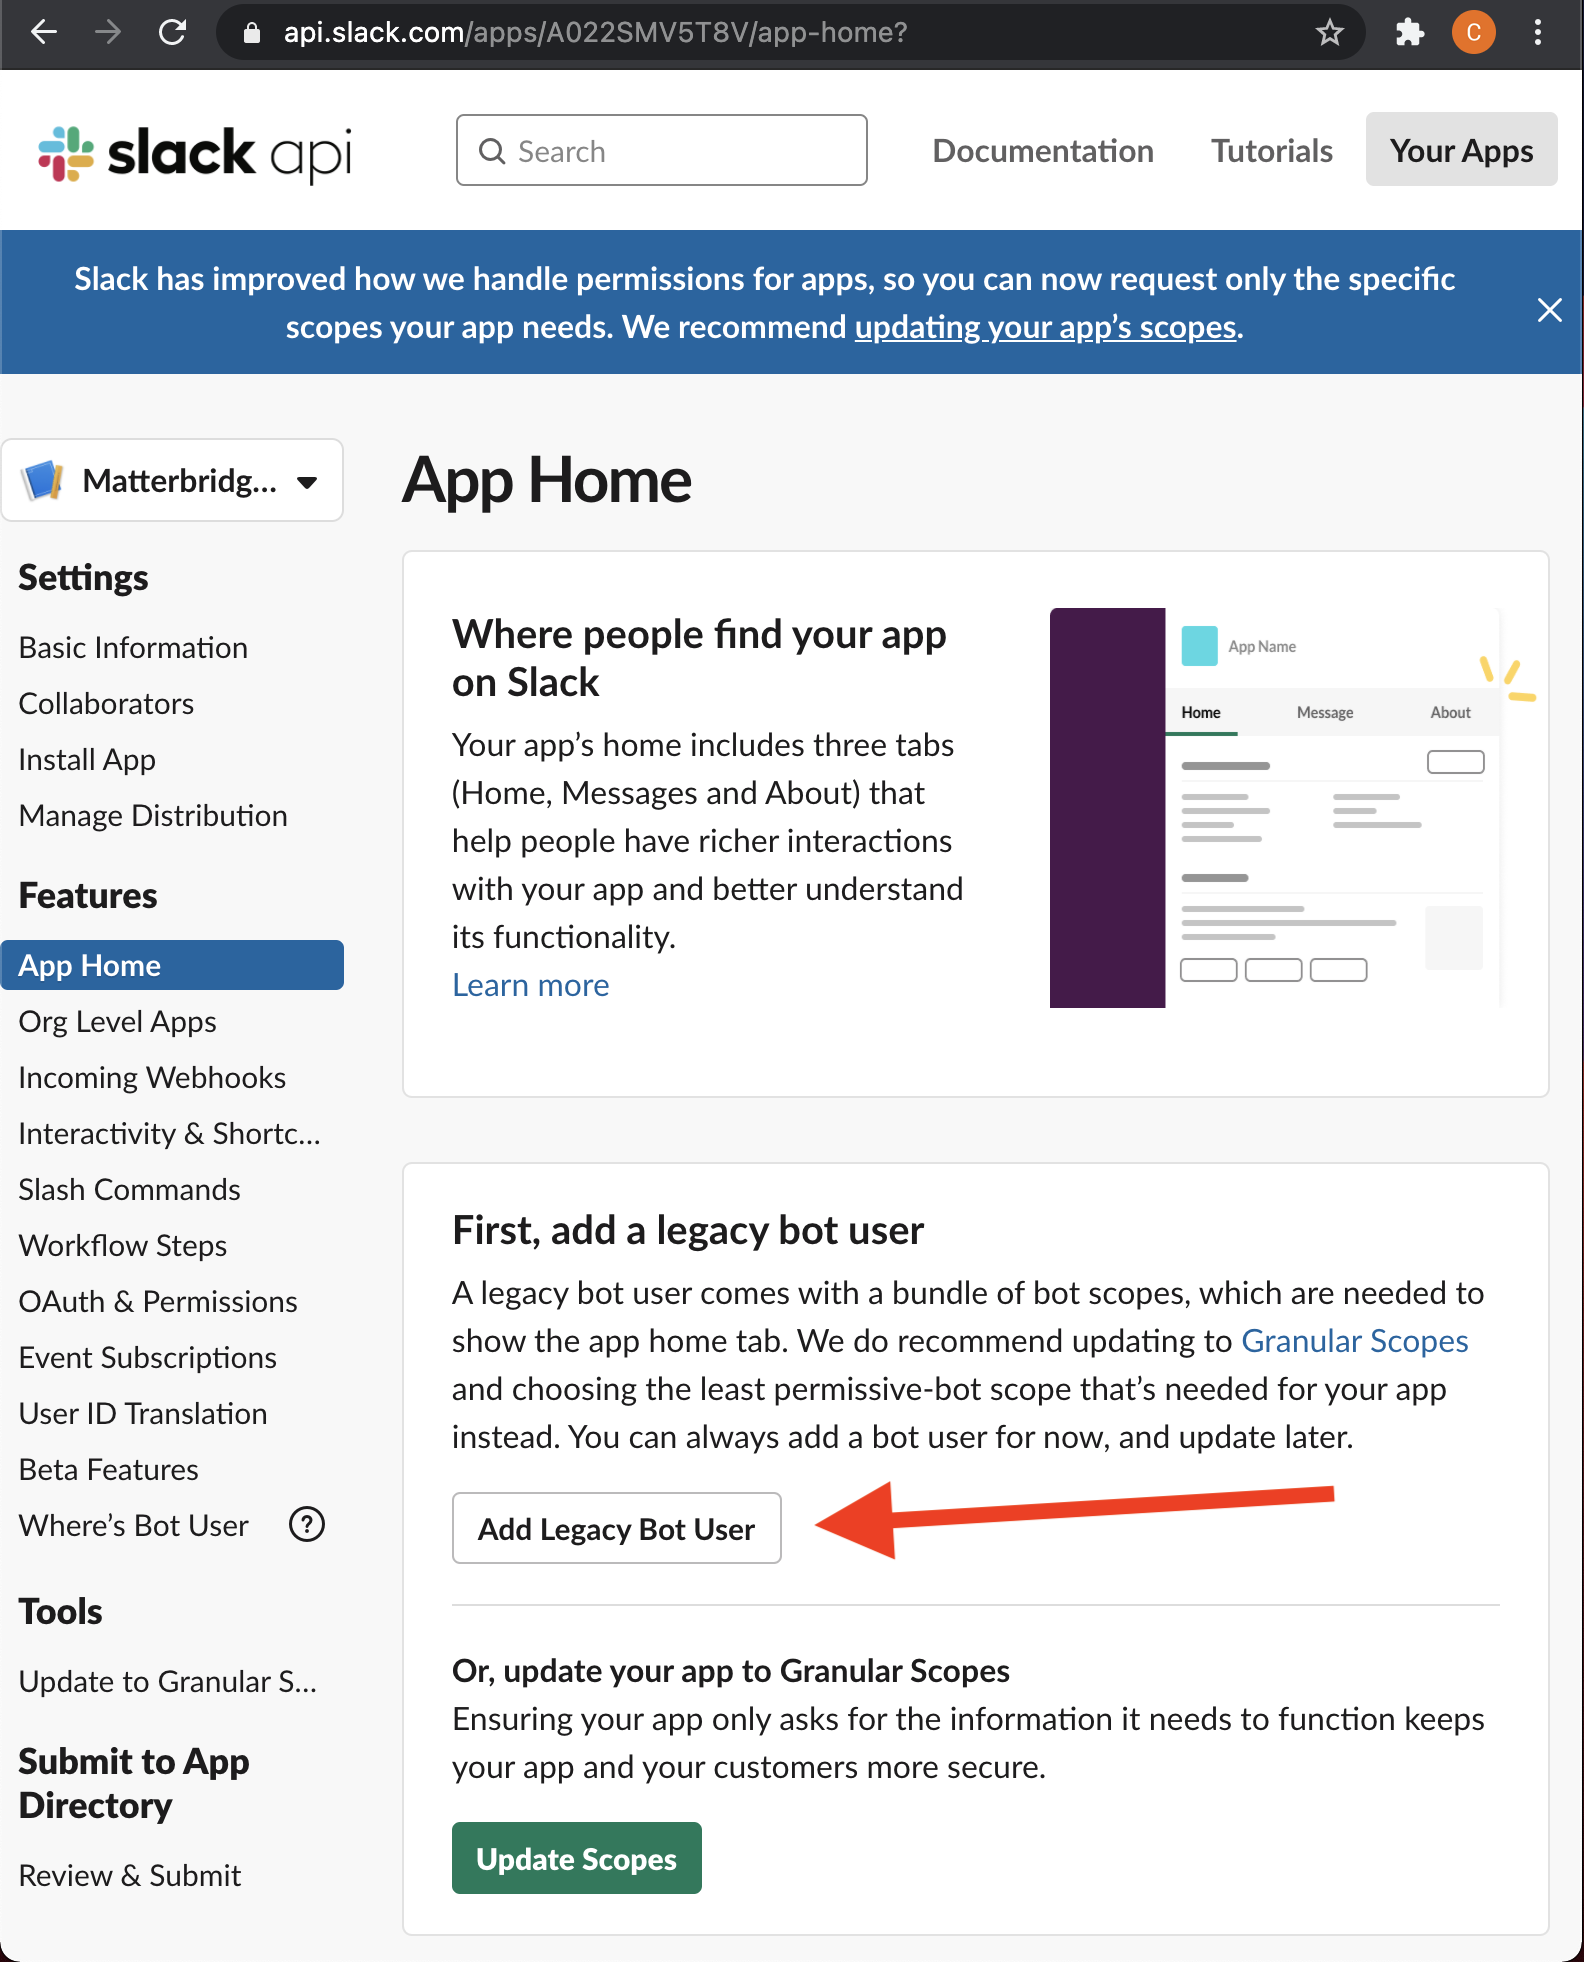 api.slack.com/apps/A022SMV5T8V/app-home?
C
slack api
Search
Documentation
Tutorials
Your Apps
Slack has improved how we handle permissions for apps, so you can now request only the specific
scopes your app needs. We recommend updating your app’s scopes.
Matterbridg...
Settings
Basic Information
Collaborators
Install App
Manage Distribution
Features
App Home
Org Level Apps
Incoming Webhooks
Interactivity & Shortc...
Slash Commands
Workflow Steps
OAuth & Permissions
Event Subscriptions
User ID Translation
Beta Features
Where’s Bot User
?
Tools
Update to Granular S...
Submit to App
Directory
Review & Submit
App Home
Where people find your app
on Slack
Your app’s home includes three tabs
(Home, Messages and About) that
help people have richer interactions
with your app and better understand
its functionality.
Learn more
App Name
Home
Message
About
First, add a legacy bot user
A legacy bot user comes with a bundle of bot scopes, which are needed to
show the app home tab. We do recommend updating to Granular Scopes
and choosing the least permissive-bot scope that’s needed for your app
instead. You can always add a bot user for now, and update later.
Add Legacy Bot User
Or, update your app to Granular Scopes
Ensuring your app only asks for the information it needs to function keeps
your app and your customers more secure.
Update Scopes